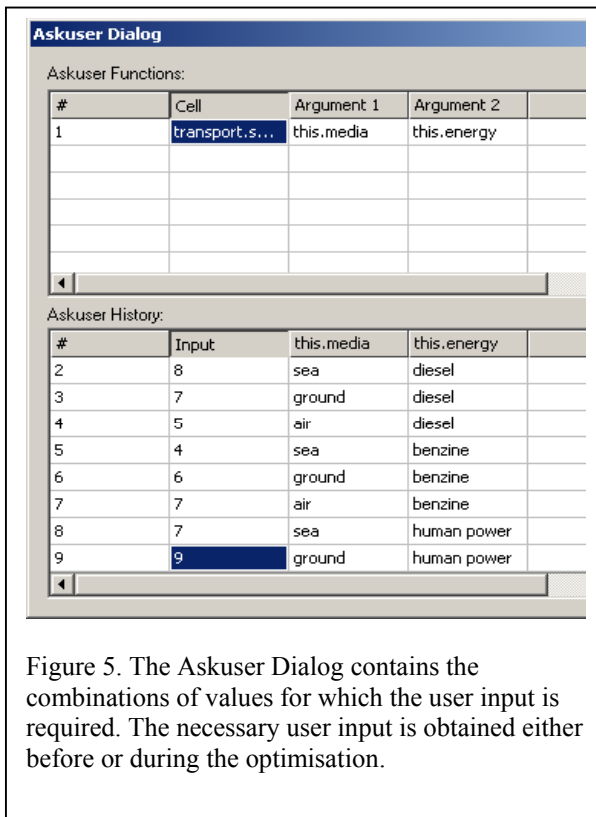 Askuser Dialog
Askuser Functions:
# Cell Argument 1 Argument 2
1 transport.s... this.media this.energy
Askuser History:
# Input this.media this.energy
2 8 sea diesel
3 7 ground diesel
4 5 air diesel
5 4 sea benzine
6 6 ground benzine
7 7 air benzine
8 7 sea human power
9 9 ground human power
Figure 5. The Askuser Dialog contains the
combinations of values for which the user input is
required. The necessary user input is obtained either
before or during the optimisation.